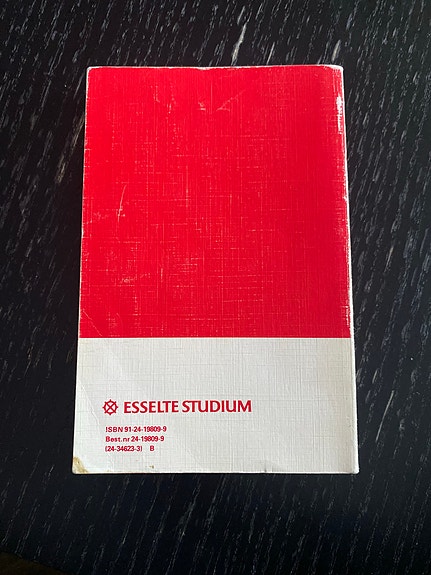 ESSELTE STUDIUM
ISBN 91-24-19809-9
Best.nr 24-19809-9
(24-34623-3) B